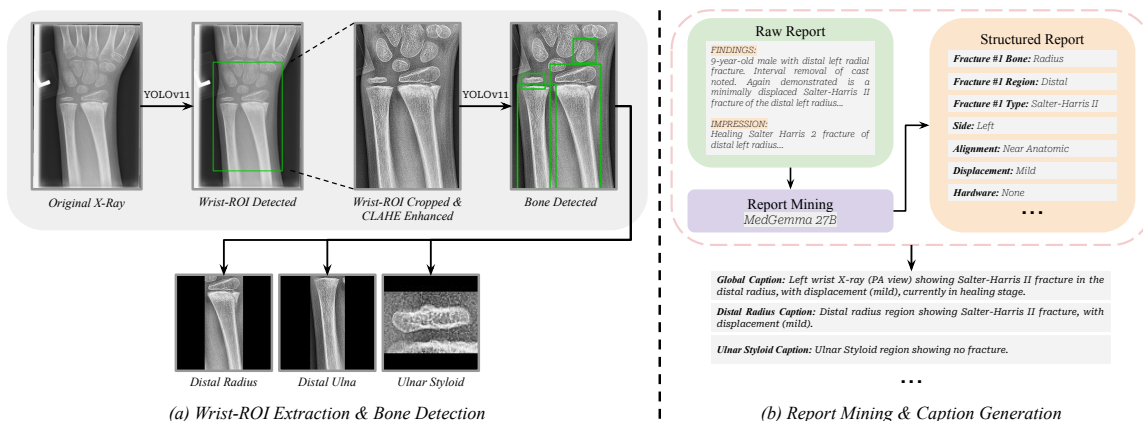 YOLOv11
YOLOv11
Original X-Ray
Wrist-ROI Detected
Wrist-ROI Cropped &
CLAHE Enhanced
Bone Detected
Distal Radius
Distal Ulna
Ulnar Styloid
(a) Wrist-ROI Extraction & Bone Detection
Raw Report
FINDINGS:
9-year-old male with distal left radial
fracture. Interval removal of cast
noted. Again demonstrated is a
minimally displaced Salter-Harris II
fracture of the distal left radius...
IMPRESSION:
Healing Salter Harris 2 fracture of
distal left radius...
Report Mining
MedGemma 27B
Structured Report
Fracture #1 Bone: Radius
Fracture #1 Region: Distal
Fracture #1 Type: Salter-Harris II
Side: Left
Alignment: Near Anatomic
Displacement: Mild
Hardware: None
...
Global Caption: Left wrist X-ray (PA view) showing Salter-Harris II fracture in the
distal radius, with displacement (mild), currently in healing stage.
Distal Radius Caption: Distal radius region showing Salter-Harris II fracture, with
displacement (mild).
Ulnar Styloid Caption: Ulnar Styloid region showing no fracture.
...
(b) Report Mining & Caption Generation